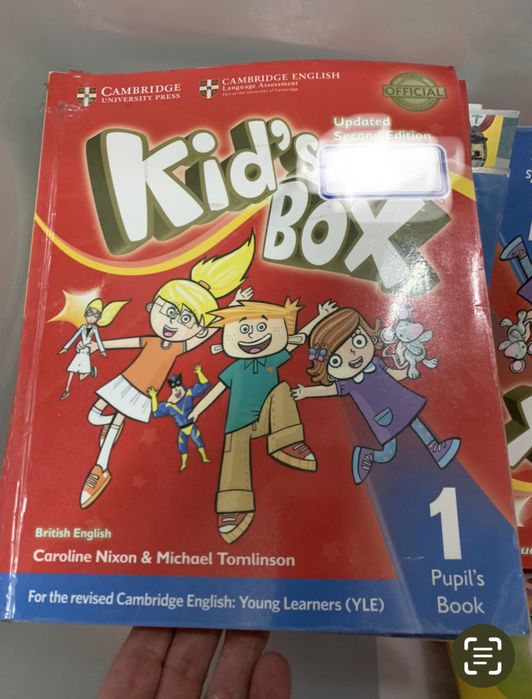 CAMBRIDGE
UNIVERSITY PRESS
CAMBRIDGE ENGLISH
Language Assessment
Part of the University of Cambridge
OFFICIAL
Updated
Second Edition
Kid's
BOX
British English
Caroline Nixon & Michael Tomlinson
1
Pupil's
Book
For the revised Cambridge English: Young Learners (YLE)